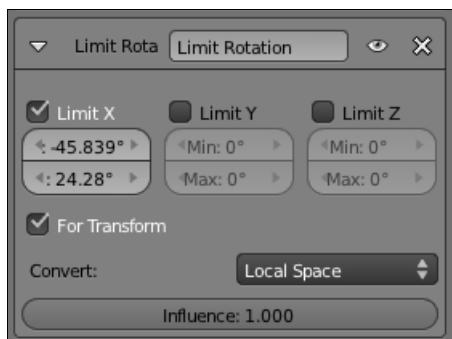 Limit Rota Limit Rotation
Limit X Limit Y Limit Z
: -45.839° Min: 0° Min: 0°
: 24.28° Max: 0° Max: 0°
For Transform
Convert: Local Space
Influence: 1.000